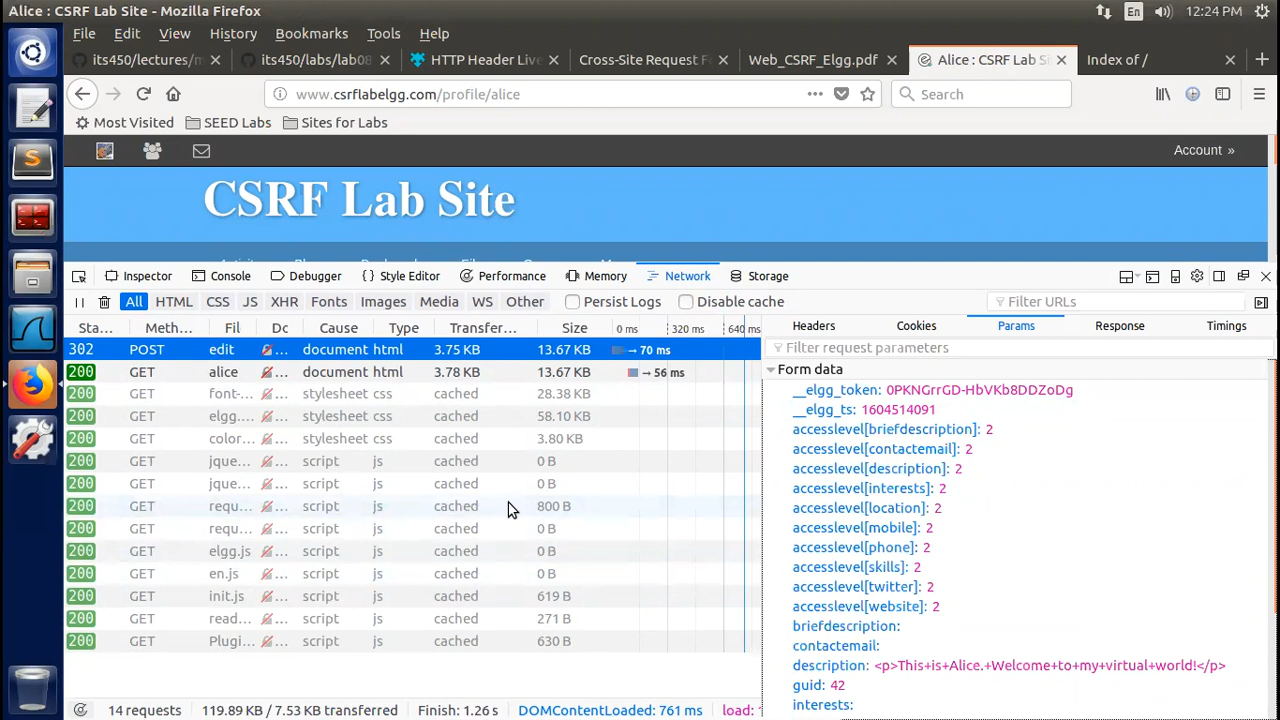 Alice : CSRF Lab Site - Mozilla Firefox
En
12:24 PM
File Edit View History Bookmarks Tools Help
its450/lectures/m
its450/labs/lab08
HTTP Header Live
Cross-Site Request F
Web_CSRF_Elgg.pdf
Alice: CSRF Lab Si
Index of /
www.csrflabelgg.com/profile/alice
Search
Most Visited SEED Labs Sites for Labs
Account »
CSRF Lab Site
Inspector Console Debugger Style Editor Performance Memory Network Storage
All HTML CSS JS XHR Fonts Images Media WS Other Persist Logs Disable cache Filter URLs
Sta... Meth... Fil Dc Cause Type Transfer... Size 0 ms 320 ms 640 ms
302 POST edit ... document html 3.75 KB 13.67 KB → 70 ms
200 GET alice ... document html 3.78 KB 13.67 KB → 56 ms
200 GET font-... ... stylesheet css cached 28.38 KB
200 GET elgg.... ... stylesheet css cached 58.10 KB
200 GET color... ... stylesheet css cached 3.80 KB
200 GET jque... ... script js cached 0 B
200 GET jque... ... script js cached 0 B
200 GET requ... ... script js cached 800 B
200 GET requ... ... script js cached 0 B
200 GET elgg.js ... script js cached 0 B
200 GET en.js ... script js cached 0 B
200 GET init.js ... script js cached 619 B
200 GET read... ... script js cached 271 B
200 GET Plugi... ... script js cached 630 B
14 requests 119.89 KB / 7.53 KB transferred Finish: 1.26 s DOMContentLoaded: 761 ms load:
Headers Cookies Params Response Timings
Filter request parameters
Form data
__elgg_token: 0PKNGrrGD-HbVKb8DDZoDg
__elgg_ts: 1604514091
accesslevel[briefdescription]: 2
accesslevel[contactemail]: 2
accesslevel[description]: 2
accesslevel[interests]: 2
accesslevel[location]: 2
accesslevel[mobile]: 2
accesslevel[phone]: 2
accesslevel[skills]: 2
accesslevel[twitter]: 2
accesslevel[website]: 2
briefdescription:
contactemail:
description: <p>This+is+Alice.+Welcome+to+my+virtual+world!</p>
guid: 42
interests: